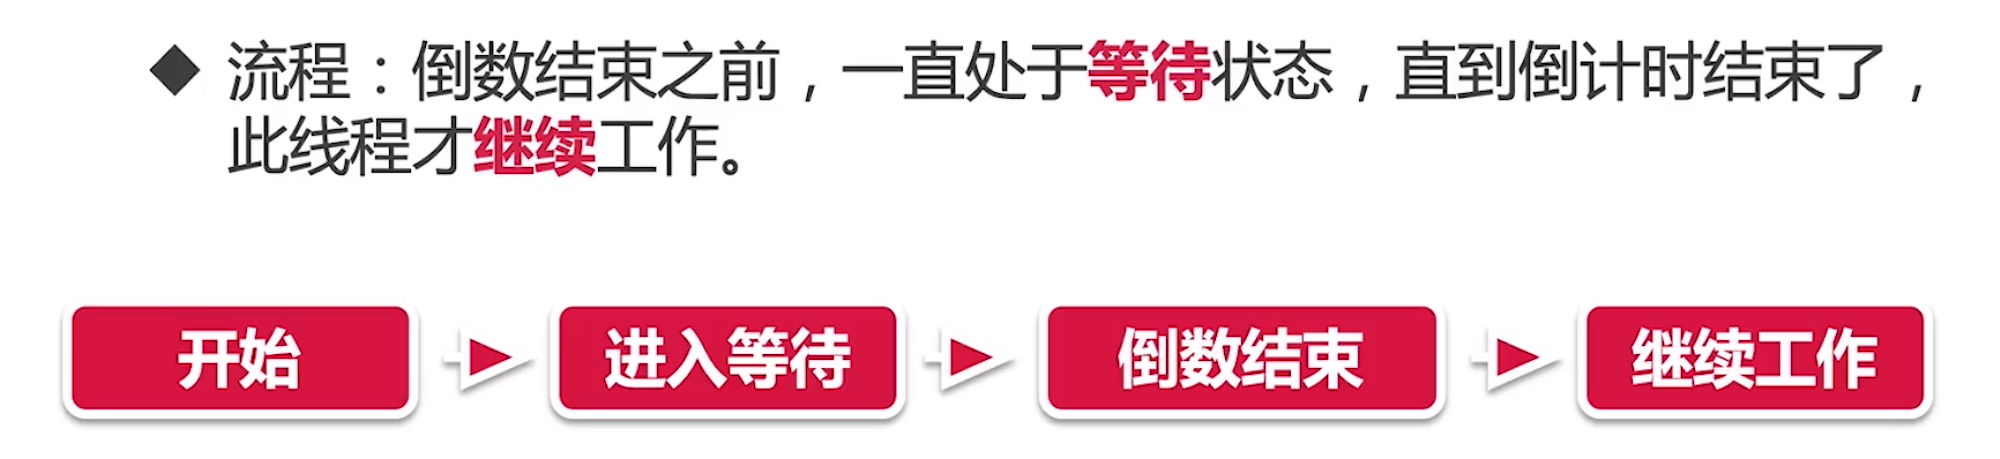 ◆ 流程：倒数结束之前，一直处于等待状态，直到倒计时结束了，
此线程才继续工作。
开始 进入等待 倒数结束 继续工作